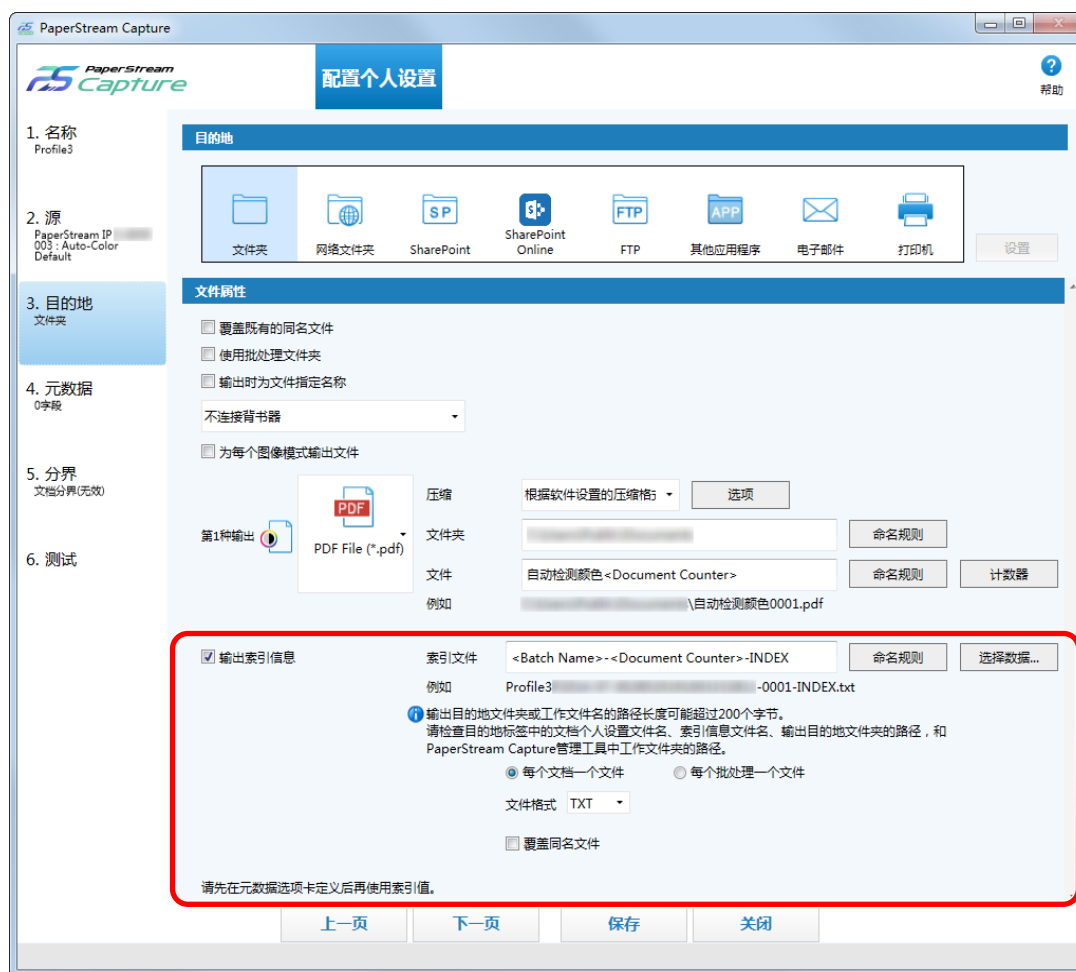 PaperStream Capture
PaperStream
Capture
配置个人设置
帮助
1. 名称
Profile3
2. 源
PaperStream IP
003 : Auto-Color
Default
3. 目的地
文件夹
4. 元数据
0字段
5. 分界
文档分界(无效)
6. 测试
目的地
文件夹
网络文件夹
SP
SharePoint
SharePoint
Online
FTP
FTP
APP
其他应用程序
电子邮件
打印机
设置
文件属性
覆盖既有的同名文件
使用批处理文件夹
输出时为文件指定名称
不连接背书器
为每个图像模式输出文件
第1种输出
PDF
PDF File (*.pdf)
压缩
根据软件设置的压缩格
选项
文件夹
命名规则
文件
自动检测颜色<Document Counter>
命名规则
计数器
例如
\自动检测颜色0001.pdf
输出索引信息
索引文件
<Batch Name>-<Document Counter>-INDEX
命名规则
选择数据...
例如
Profile3 -0001-INDEX.txt
输出目的地文件夹或工作文件名的路径长度可能超过200个字节。
请检查目的地标签中的文档个人设置文件名、索引信息文件名、输出目的地文件夹的路径，和
PaperStream Capture管理工具中工作文件夹的路径。
每个文档一个文件
每个批处理一个文件
文件格式
TXT
覆盖同名文件
请先在元数据选项卡定义后再使用索引值。
上一页
下一页
保存
关闭